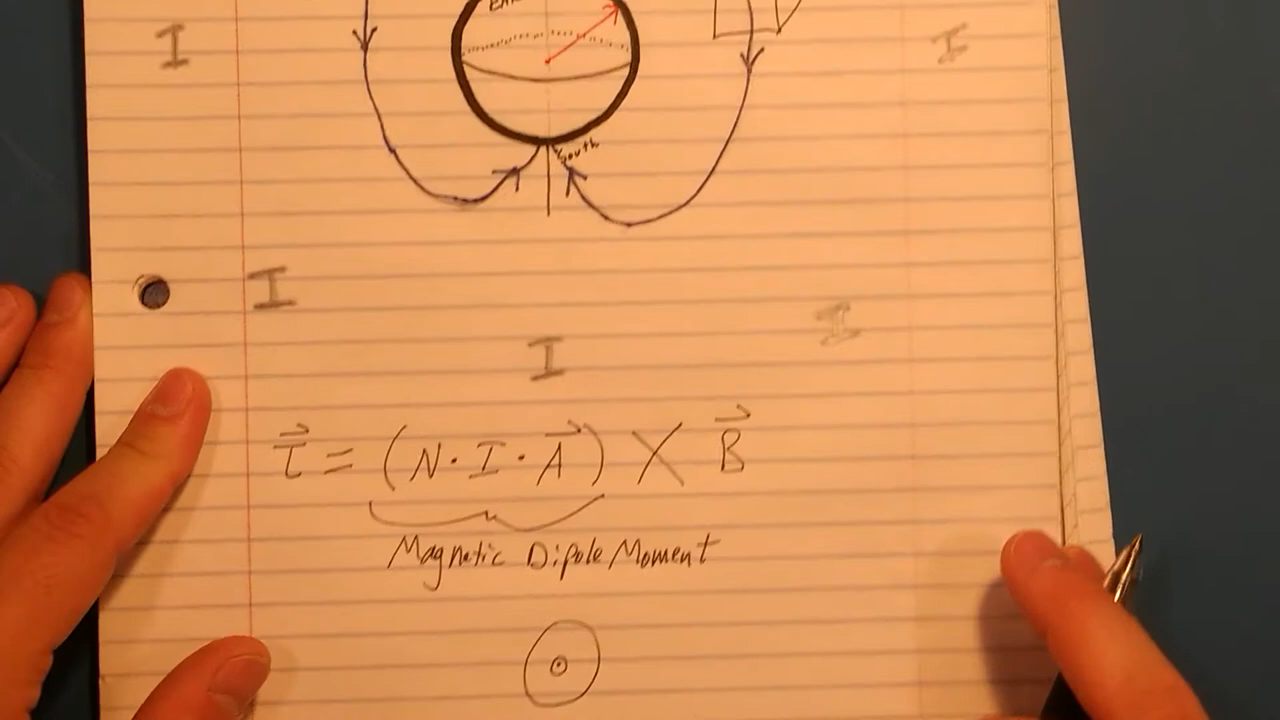 I
I
South
I
I
I
τ⃗ = (N · I · A⃗) X B⃗
Magnetic Dipole Moment